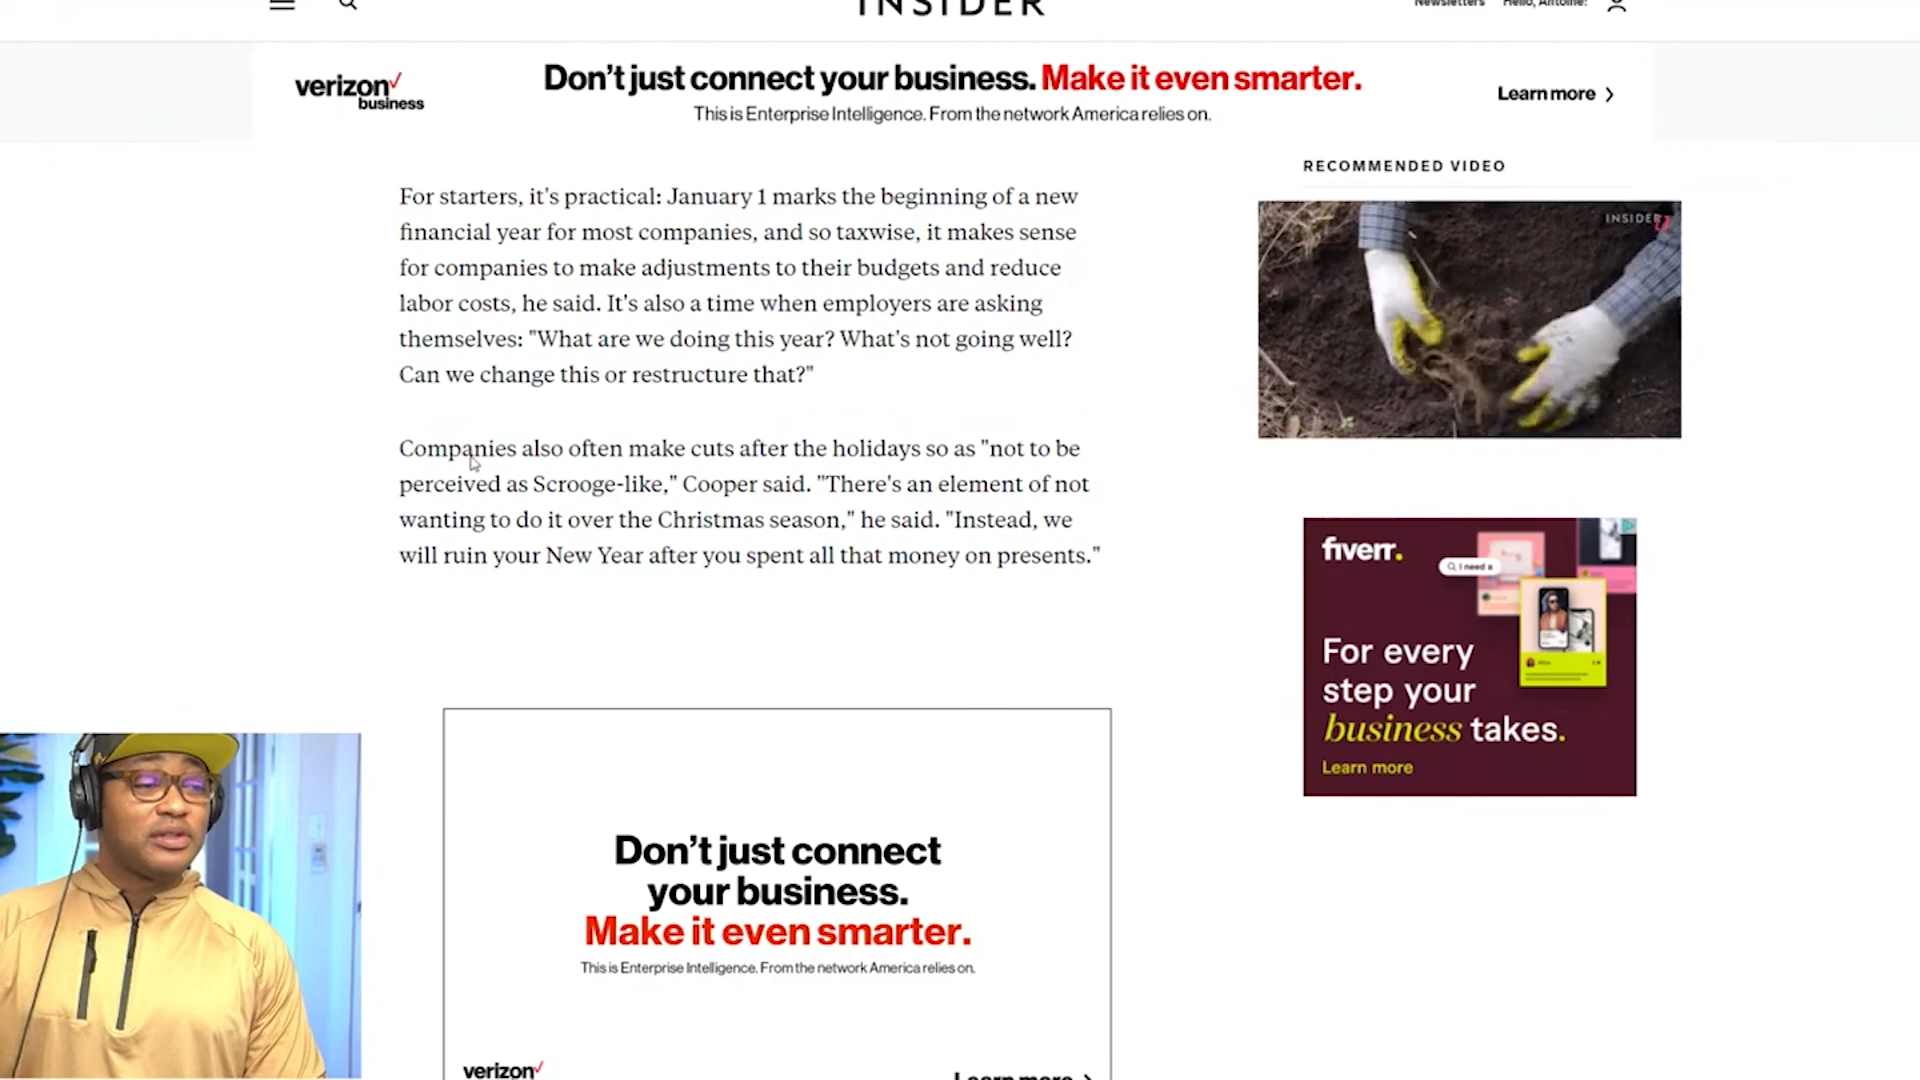 INSIDER
Newsletters Hello, Antoine!
verizon business
Don't just connect your business. Make it even smarter.
This is Enterprise Intelligence. From the network America relies on.
Learn more
For starters, it's practical: January 1 marks the beginning of a new
financial year for most companies, and so taxwise, it makes sense
for companies to make adjustments to their budgets and reduce
labor costs, he said. It's also a time when employers are asking
themselves: "What are we doing this year? What's not going well?
Can we change this or restructure that?"
Companies also often make cuts after the holidays so as "not to be
perceived as Scrooge-like," Cooper said. "There's an element of not
wanting to do it over the Christmas season," he said. "Instead, we
will ruin your New Year after you spent all that money on presents."
RECOMMENDED VIDEO
INSIDER
fiverr.
I need a
For every
step your
business takes.
Learn more
Don't just connect
your business.
Make it even smarter.
This is Enterprise Intelligence. From the network America relies on.
verizon
Learn more